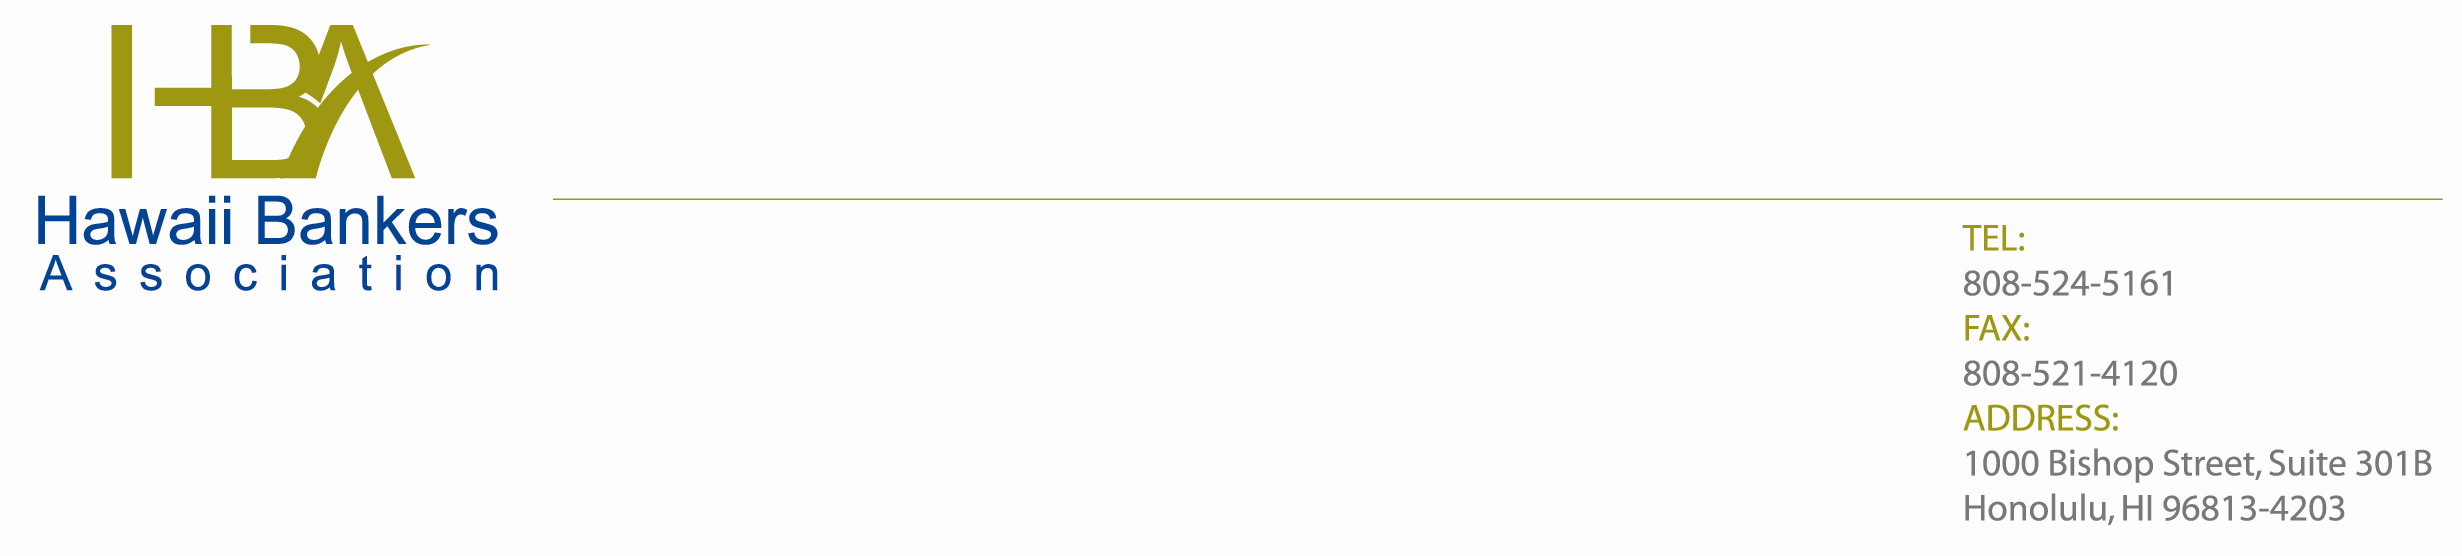 HBA
Hawaii Bankers
Association
TEL:
808-524-5161
FAX:
808-521-4120
ADDRESS:
1000 Bishop Street, Suite 301B
Honolulu, HI 96813-4203